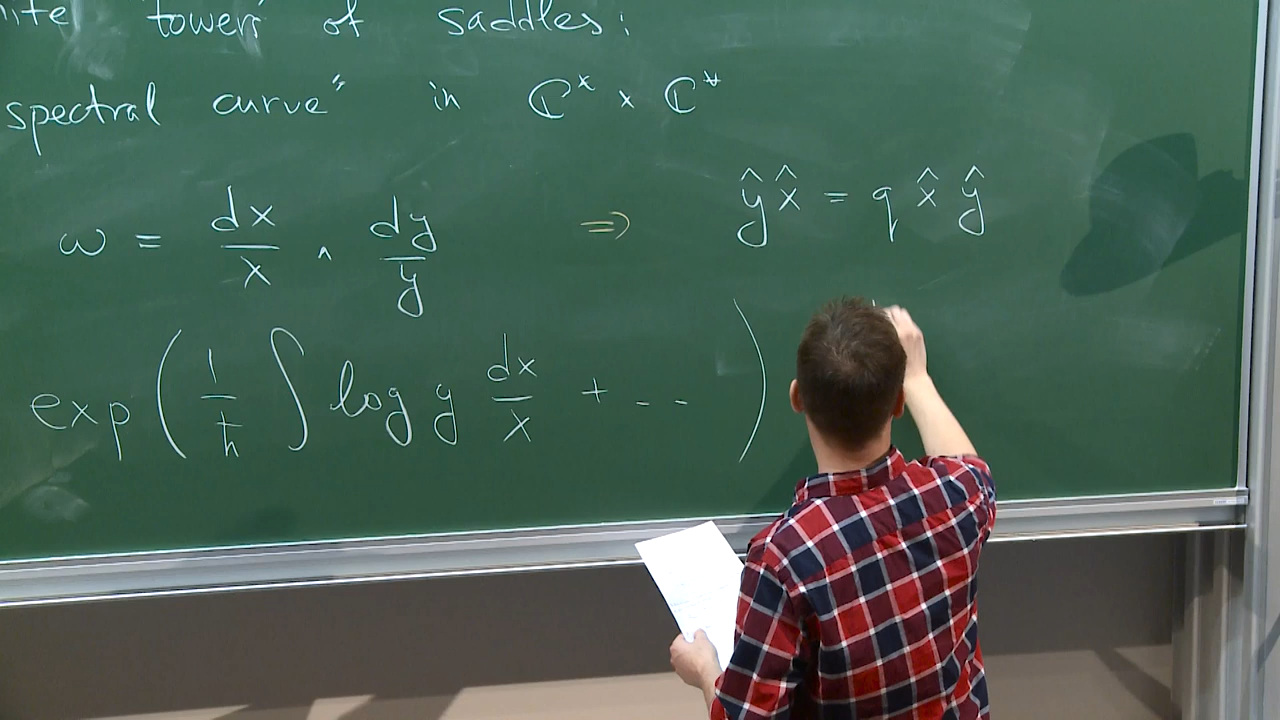 towers of saddles:
spectral curve" in ℂ* × ℂ*
ω = dx/x ∧ dy/y ⇒ ŷ x̂ = q x̂ ŷ
exp( 1/ħ ∫ log y dx/x + ... )